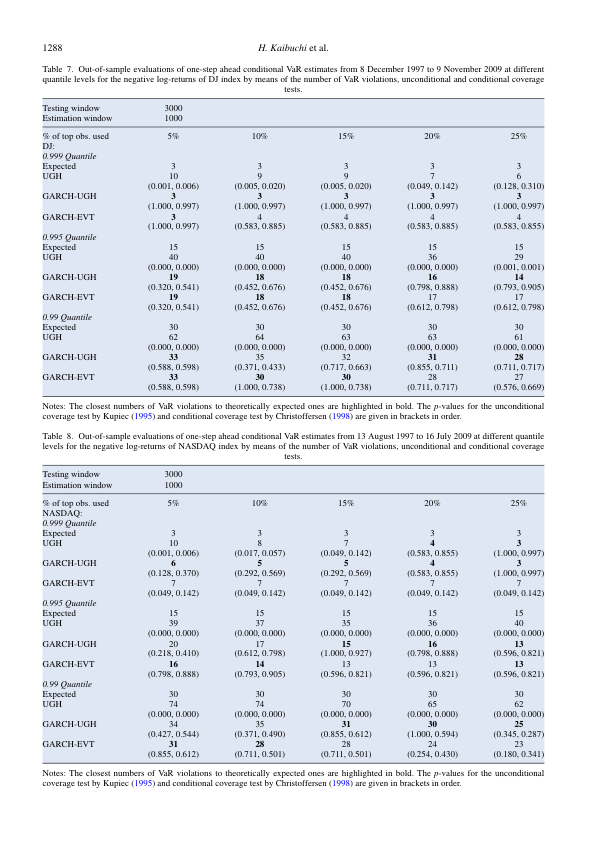 1288 H. Kaibuchi et al.
Table 7. Out-of-sample evaluations of one-step ahead conditional VaR estimates from 8 December 1997 to 9 November 2009 at different
quantile levels for the negative log-returns of DJ index by means of the number of VaR violations, unconditional and conditional coverage
tests.
Testing window 3000
Estimation window 1000
% of top obs. used 5% 10% 15% 20% 25%
DJ:
0.999 Quantile
Expected 3 3 3 3 3
UGH 10 9 9 7 6
(0.001, 0.006) (0.005, 0.020) (0.005, 0.020) (0.049, 0.142) (0.128, 0.310)
GARCH-UGH 3 3 3 3 3
(1.000, 0.997) (1.000, 0.997) (1.000, 0.997) (1.000, 0.997) (1.000, 0.997)
GARCH-EVT 3 4 4 4 4
(1.000, 0.997) (0.583, 0.885) (0.583, 0.885) (0.583, 0.885) (0.583, 0.855)
0.995 Quantile
Expected 15 15 15 15 15
UGH 40 40 40 36 29
(0.000, 0.000) (0.000, 0.000) (0.000, 0.000) (0.000, 0.000) (0.001, 0.001)
GARCH-UGH 19 18 18 16 14
(0.320, 0.541) (0.452, 0.676) (0.452, 0.676) (0.798, 0.888) (0.793, 0.905)
GARCH-EVT 19 18 18 17 17
(0.320, 0.541) (0.452, 0.676) (0.452, 0.676) (0.612, 0.798) (0.612, 0.798)
0.99 Quantile
Expected 30 30 30 30 30
UGH 62 64 63 63 61
(0.000, 0.000) (0.000, 0.000) (0.000, 0.000) (0.000, 0.000) (0.000, 0.000)
GARCH-UGH 33 35 32 31 28
(0.588, 0.598) (0.371, 0.433) (0.717, 0.663) (0.855, 0.711) (0.711, 0.717)
GARCH-EVT 33 30 30 28 27
(0.588, 0.598) (1.000, 0.738) (1.000, 0.738) (0.711, 0.717) (0.576, 0.669)
Notes: The closest numbers of VaR violations to theoretically expected ones are highlighted in bold. The p-values for the unconditional
coverage test by Kupiec (1995) and conditional coverage test by Christoffersen (1998) are given in brackets in order.
Table 8. Out-of-sample evaluations of one-step ahead conditional VaR estimates from 13 August 1997 to 16 July 2009 at different quantile
levels for the negative log-returns of NASDAQ index by means of the number of VaR violations, unconditional and conditional coverage
tests.
Testing window 3000
Estimation window 1000
% of top obs. used 5% 10% 15% 20% 25%
NASDAQ:
0.999 Quantile
Expected 3 3 3 3 3
UGH 10 8 7 4 3
(0.001, 0.006) (0.017, 0.057) (0.049, 0.142) (0.583, 0.855) (1.000, 0.997)
GARCH-UGH 6 5 5 4 3
(0.128, 0.370) (0.292, 0.569) (0.292, 0.569) (0.583, 0.855) (1.000, 0.997)
GARCH-EVT 7 7 7 7 7
(0.049, 0.142) (0.049, 0.142) (0.049, 0.142) (0.049, 0.142) (0.049, 0.142)
0.995 Quantile
Expected 15 15 15 15 15
UGH 39 37 35 36 40
(0.000, 0.000) (0.000, 0.000) (0.000, 0.000) (0.000, 0.000) (0.000, 0.000)
GARCH-UGH 20 17 15 16 13
(0.218, 0.410) (0.612, 0.798) (1.000, 0.927) (0.798, 0.888) (0.596, 0.821)
GARCH-EVT 16 14 13 13 13
(0.798, 0.888) (0.793, 0.905) (0.596, 0.821) (0.596, 0.821) (0.596, 0.821)
0.99 Quantile
Expected 30 30 30 30 30
UGH 74 74 70 65 62
(0.000, 0.000) (0.000, 0.000) (0.000, 0.000) (0.000, 0.000) (0.000, 0.000)
GARCH-UGH 34 35 31 30 25
(0.427, 0.544) (0.371, 0.490) (0.855, 0.612) (1.000, 0.594) (0.345, 0.287)
GARCH-EVT 31 28 28 24 23
(0.855, 0.612) (0.711, 0.501) (0.711, 0.501) (0.254, 0.430) (0.180, 0.341)
Notes: The closest numbers of VaR violations to theoretically expected ones are highlighted in bold. The p-values for the unconditional
coverage test by Kupiec (1995) and conditional coverage test by Christoffersen (1998) are given in brackets in order.